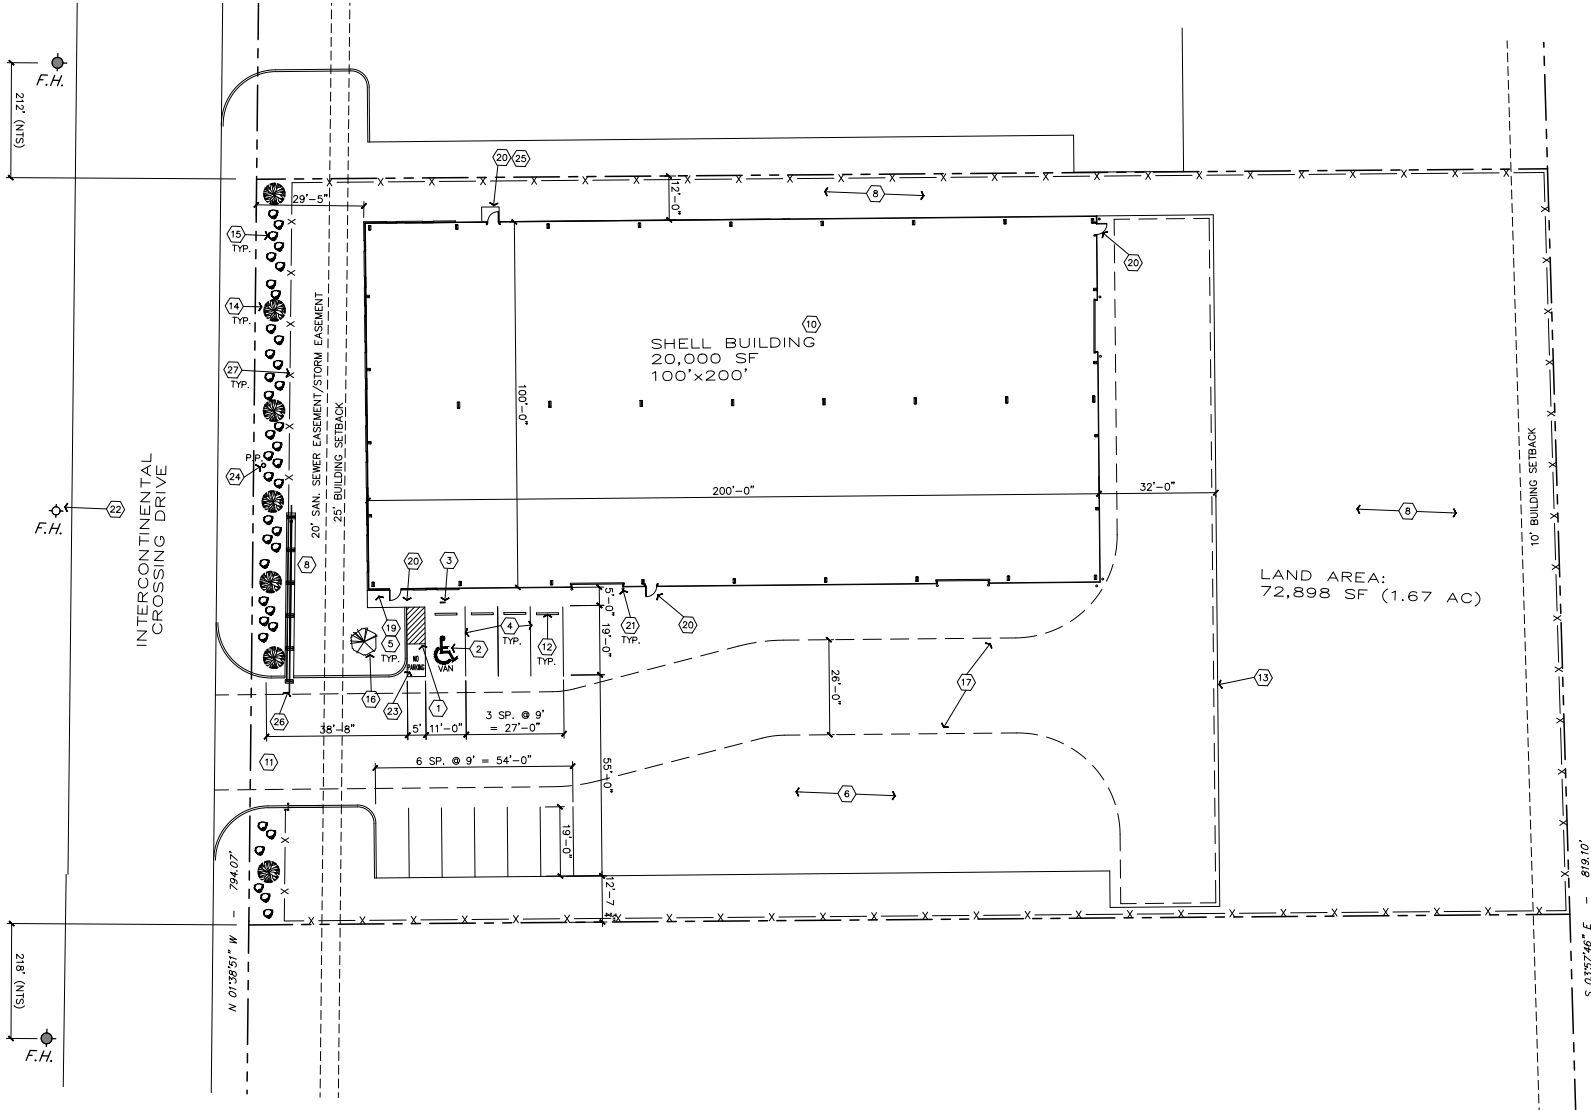 F.H.
212' (NTS)
20
25
8
12'-0"
29'-5"
15
TYP.
20
14
TYP.
10
SHELL BUILDING
20,000 SF
100'x200'
27
TYP.
20' SAN. SEWER EASEMENT/STORM EASEMENT
25' BUILDING SETBACK
100'-0"
P.P.
24
INTERCONTINENTAL
CROSSING DRIVE
22
F.H.
200'-0"
32'-0"
8
10' BUILDING SETBACK
8
20
3
LAND AREA:
72,898 SF (1.67 AC)
5'-0"
19
5
TYP.
4
TYP.
12
TYP.
19'-0"
21
TYP.
20
2
NO
PARKING
VAN
16
23
1
26
26'-0"
17
13
38'-8"
5'
11'-0"
3 SP. @ 9'
= 27'-0"
11
6 SP. @ 9' = 54'-0"
55'-0"
6
19'-0"
12'-7"
N 01°38'51" W - 794.07'
S 03°57'46" E - 819.10'
218' (NTS)
F.H.